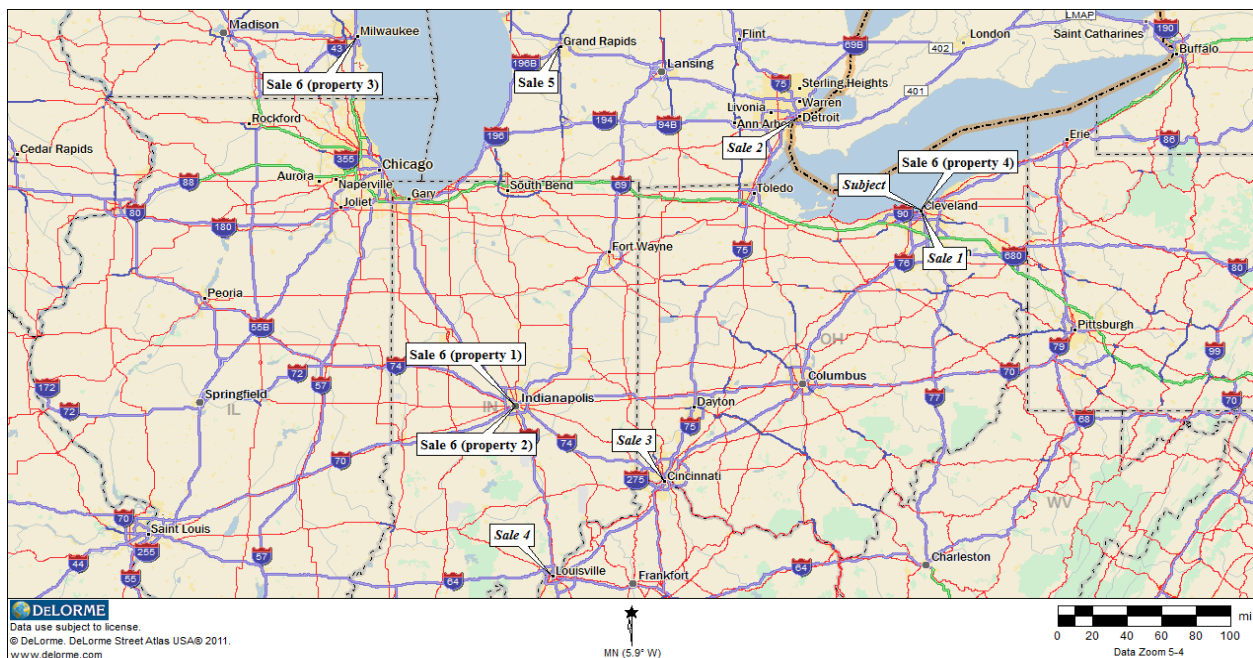 Madison
Milwaukee
43
Grand Rapids
196B
Flint
69B
402
London
LMAP
Saint Catharines
190
Buffalo
Sale 6 (property 3)
Sale 5
Lansing
75
Sterling Heights
Warren
401
Livonia
Detroit
Ann Arbo
Rockford
196
194
94B
Sale 2
Erie
86
Cedar Rapids
355
Chicago
Sale 6 (property 4)
88
Aurora
Naperville
Gary
South Bend
69
Toledo
Subject
80
Joliet
90
Cleveland
180
Fort Wayne
75
76
Sale 1
680
80
Peoria
55B
Pittsburgh
OH
79
99
Sale 6 (property 1)
74
72
57
Columbus
70
172
Springfield
IL
72
IN
Indianapolis
Dayton
77
70
68
Sale 6 (property 2)
74
75
Sale 3
70
275
Cincinnati
WV
70
Saint Louis
Sale 4
255
57
Charleston
44
55
64
Louisville
Frankfort
64
DELORME
Data use subject to license.
© DeLorme. DeLorme Street Atlas USA® 2011.
www.delorme.com
MN (5.9° W)
mi
0 20 40 60 80 100
Data Zoom 5-4